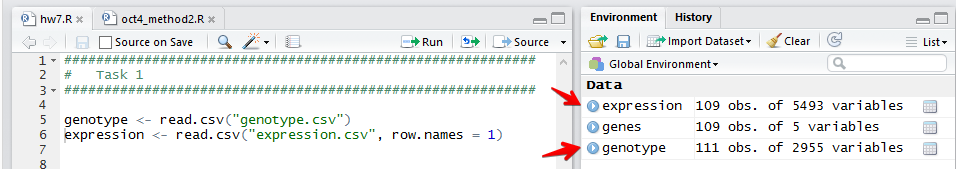 hw7.R × oct4_method2.R ×
Source on Save Run Source
1 ########################################################
2 #   Task 1
3 ########################################################
4
5 genotype <- read.csv("genotype.csv")
6 expression <- read.csv("expression.csv", row.names = 1)
7
8
Environment History
Import Dataset Clear List
Global Environment
Data
expression 109 obs. of 5493 variables
genes 109 obs. of 5 variables
genotype 111 obs. of 2955 variables